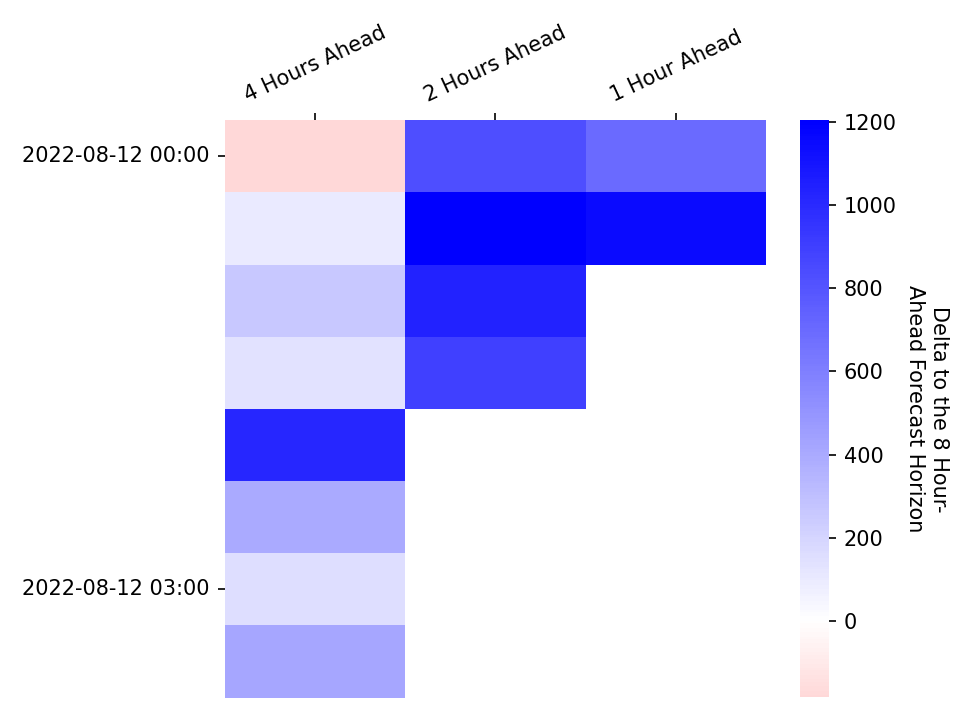 4 Hours Ahead
2 Hours Ahead
1 Hour Ahead
2022-08-12 00:00
2022-08-12 03:00
1200
1000
800
600
400
200
0
Delta to the 8 Hour-
Ahead Forecast Horizon